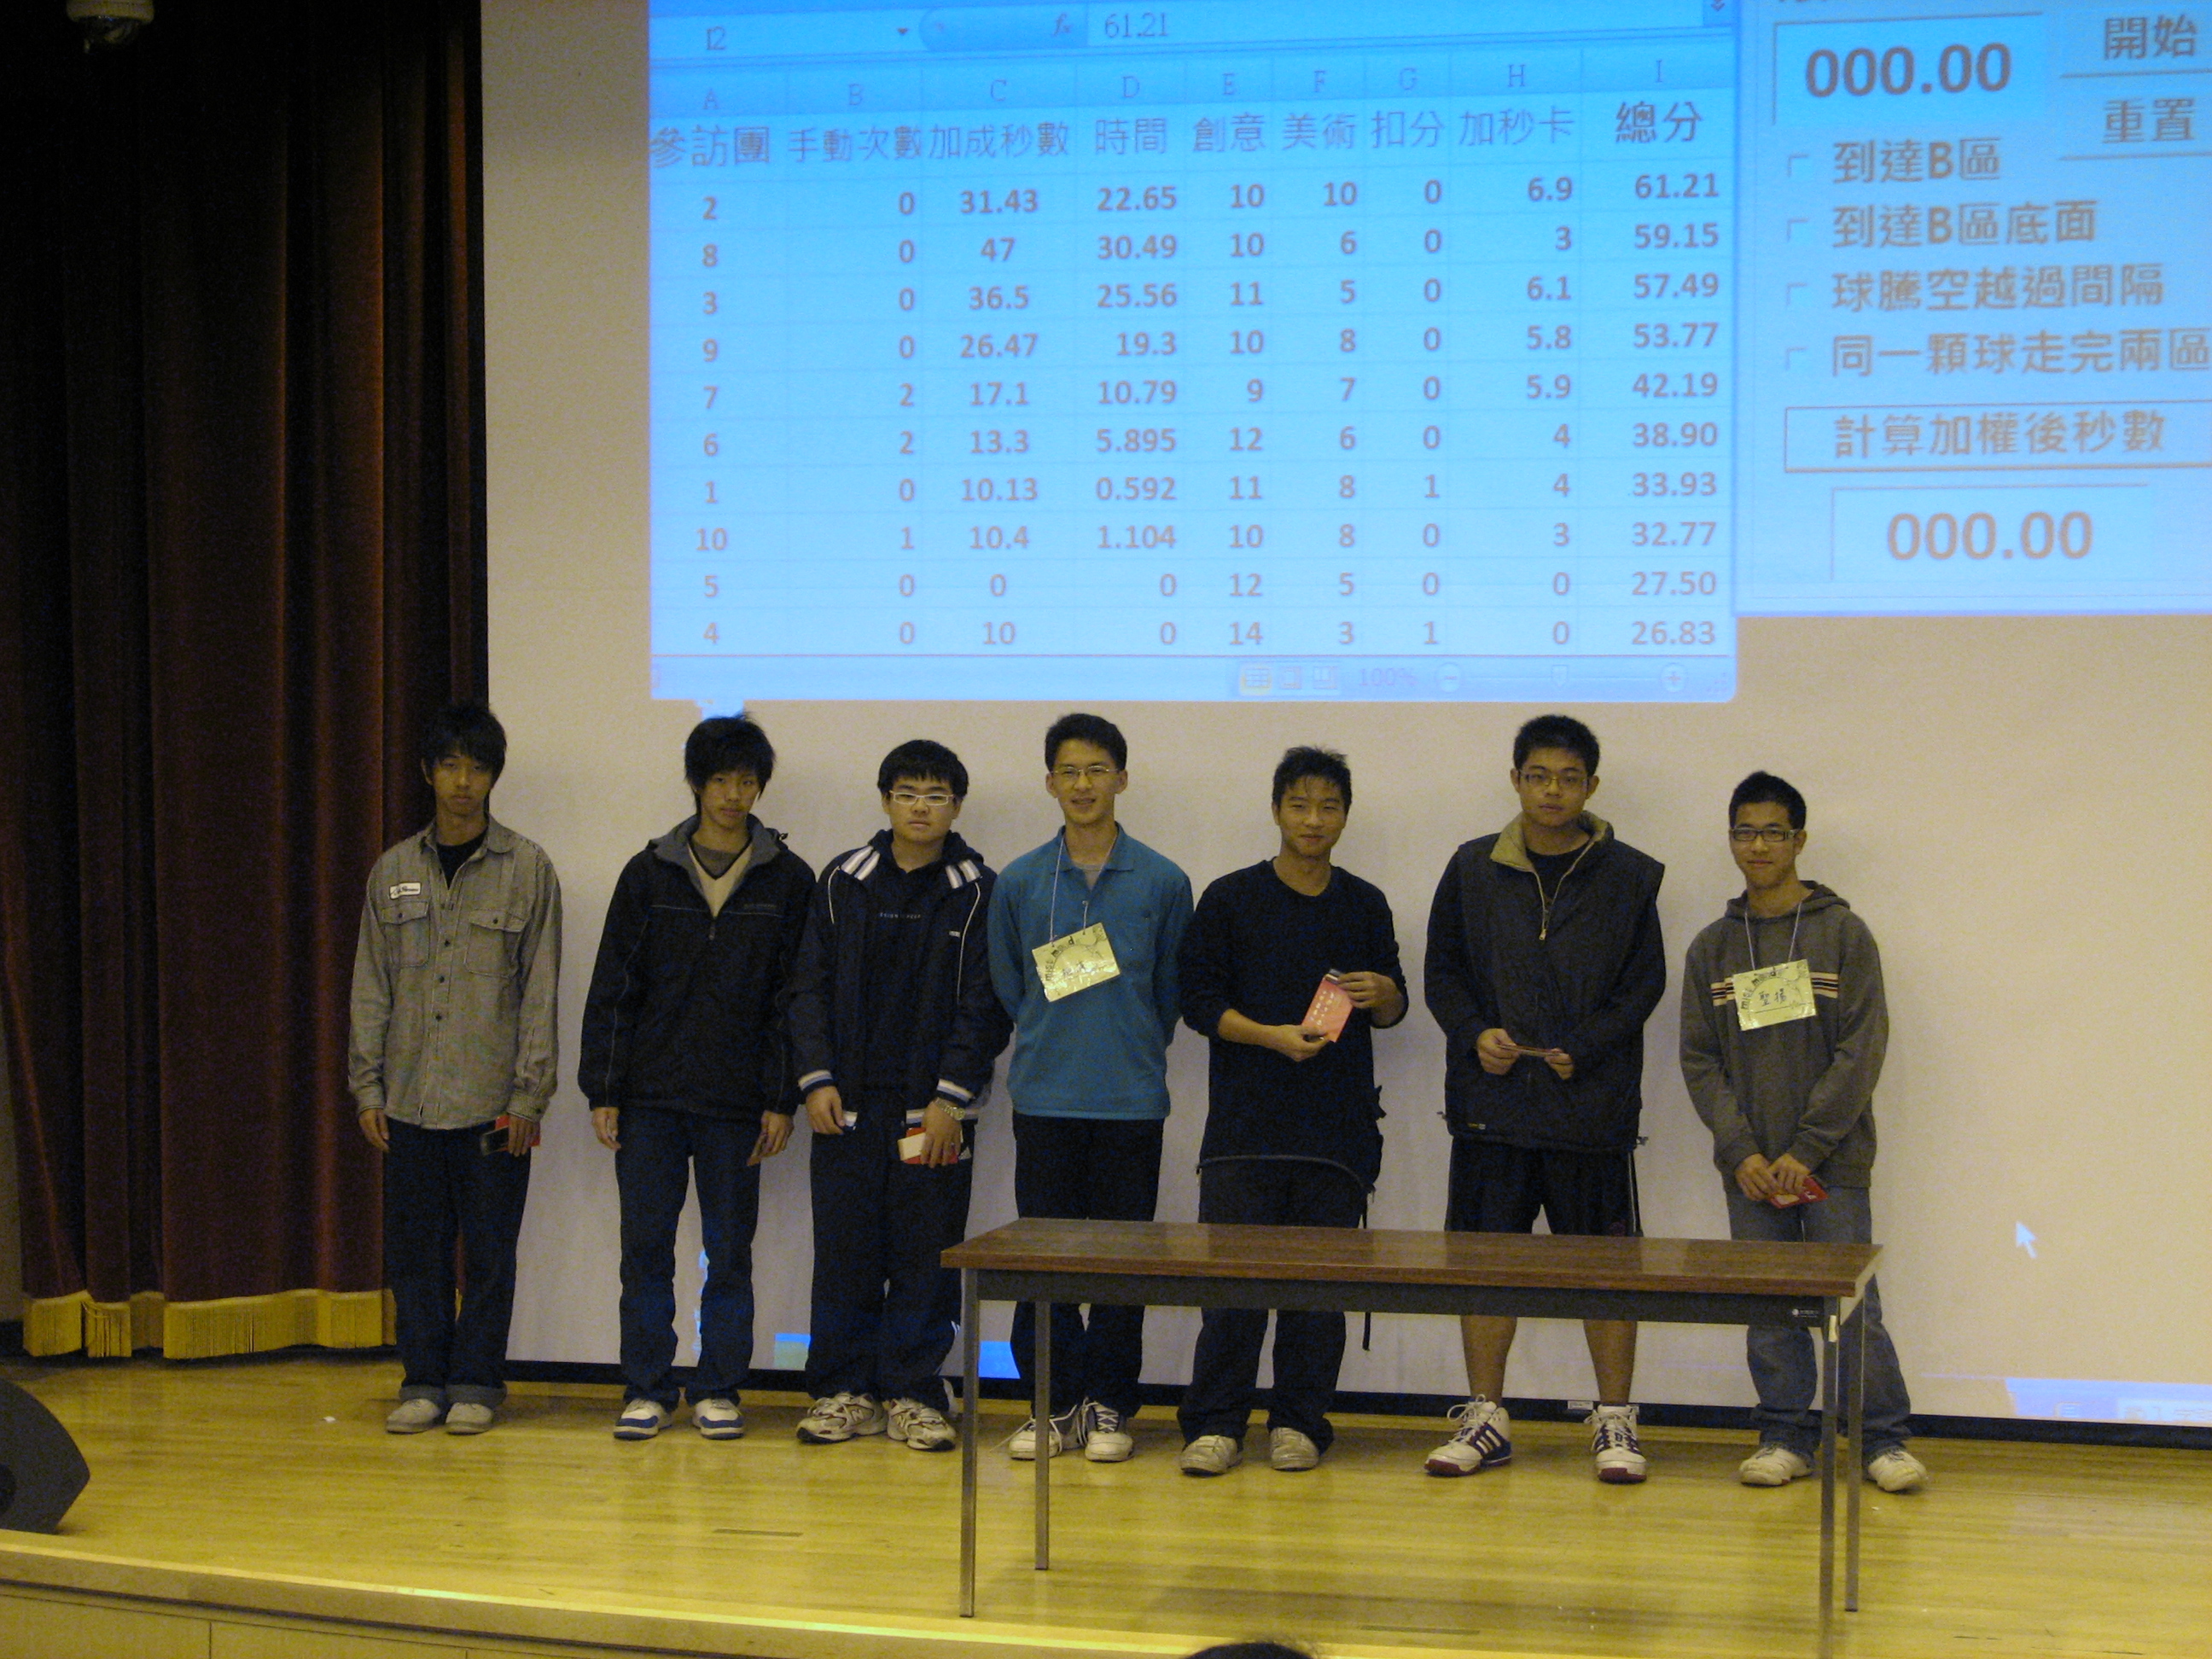 I2 fx 61.21
A B C D E F G H I
參訪團 手動次數 加成秒數 時間 創意 美術 扣分 加秒卡 總分
2 0 31.43 22.65 10 10 0 6.9 61.21
8 0 47 30.49 10 6 0 3 59.15
3 0 36.5 25.56 11 5 0 6.1 57.49
9 0 26.47 19.3 10 8 0 5.8 53.77
7 2 17.1 10.79 9 7 0 5.9 42.19
6 2 13.3 5.895 12 6 0 4 38.90
1 0 10.13 0.592 11 8 1 4 33.93
10 1 10.4 1.104 10 8 0 3 32.77
5 0 0 0 12 5 0 0 27.50
4 0 10 0 14 3 1 0 26.83
100%
000.00
開始
重置
到達B區
到達B區底面
球騰空越過間隔
同一顆球走完兩區
計算加權後秒數
000.00
聖揚